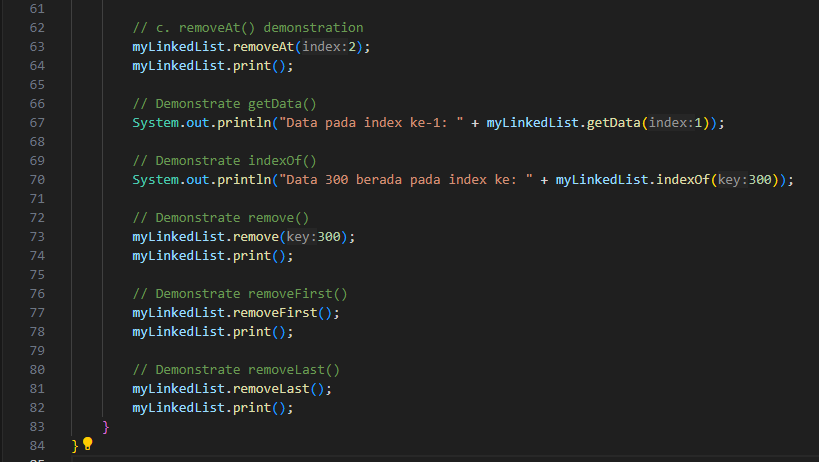 61
62 // c. removeAt() demonstration
63 myLinkedList.removeAt(index:2);
64 myLinkedList.print();
65
66 // Demonstrate getData()
67 System.out.println("Data pada index ke-1: " + myLinkedList.getData(index:1));
68
69 // Demonstrate indexOf()
70 System.out.println("Data 300 berada pada index ke: " + myLinkedList.indexOf(key:300));
71
72 // Demonstrate remove()
73 myLinkedList.remove(key:300);
74 myLinkedList.print();
75
76 // Demonstrate removeFirst()
77 myLinkedList.removeFirst();
78 myLinkedList.print();
79
80 // Demonstrate removeLast()
81 myLinkedList.removeLast();
82 myLinkedList.print();
83 }
84 }
85